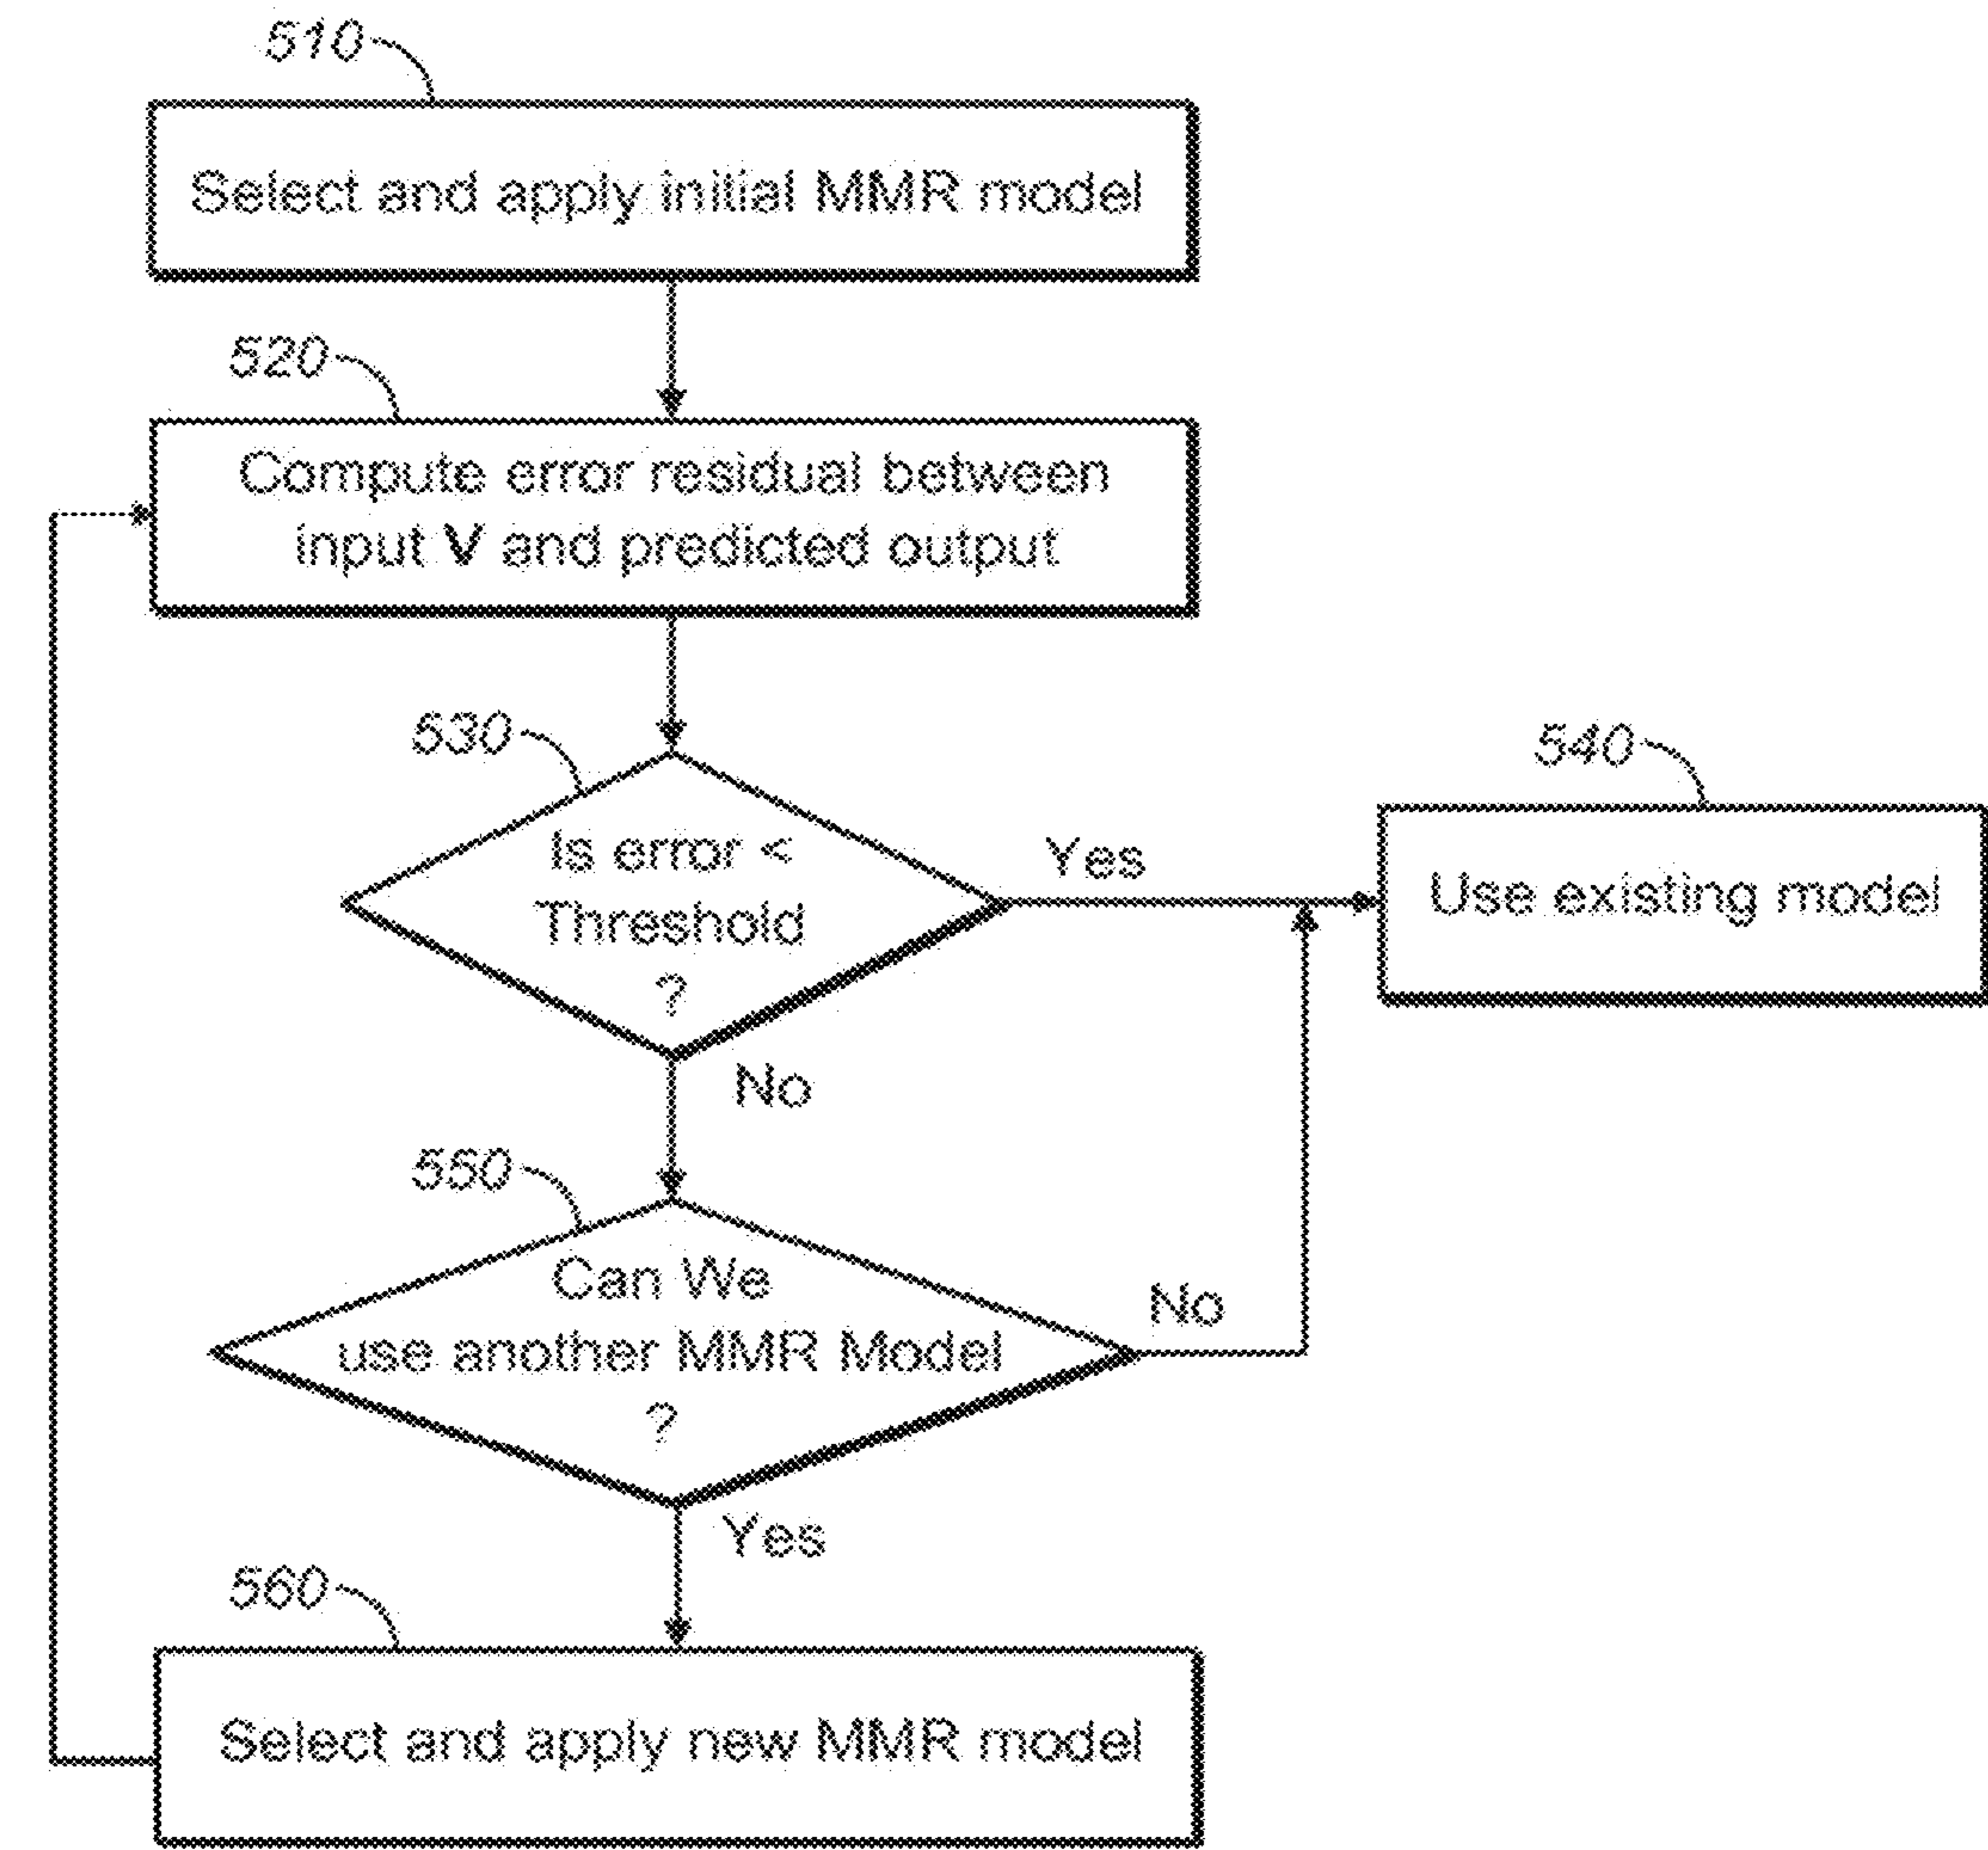 510
Select and apply initial MMR model
520
Compute error residual between
input V and predicted output
530
Is error <
Threshold
?
Yes
540
Use existing model
No
550
Can We
use another MMR Model
?
No
Yes
560
Select and apply new MMR model